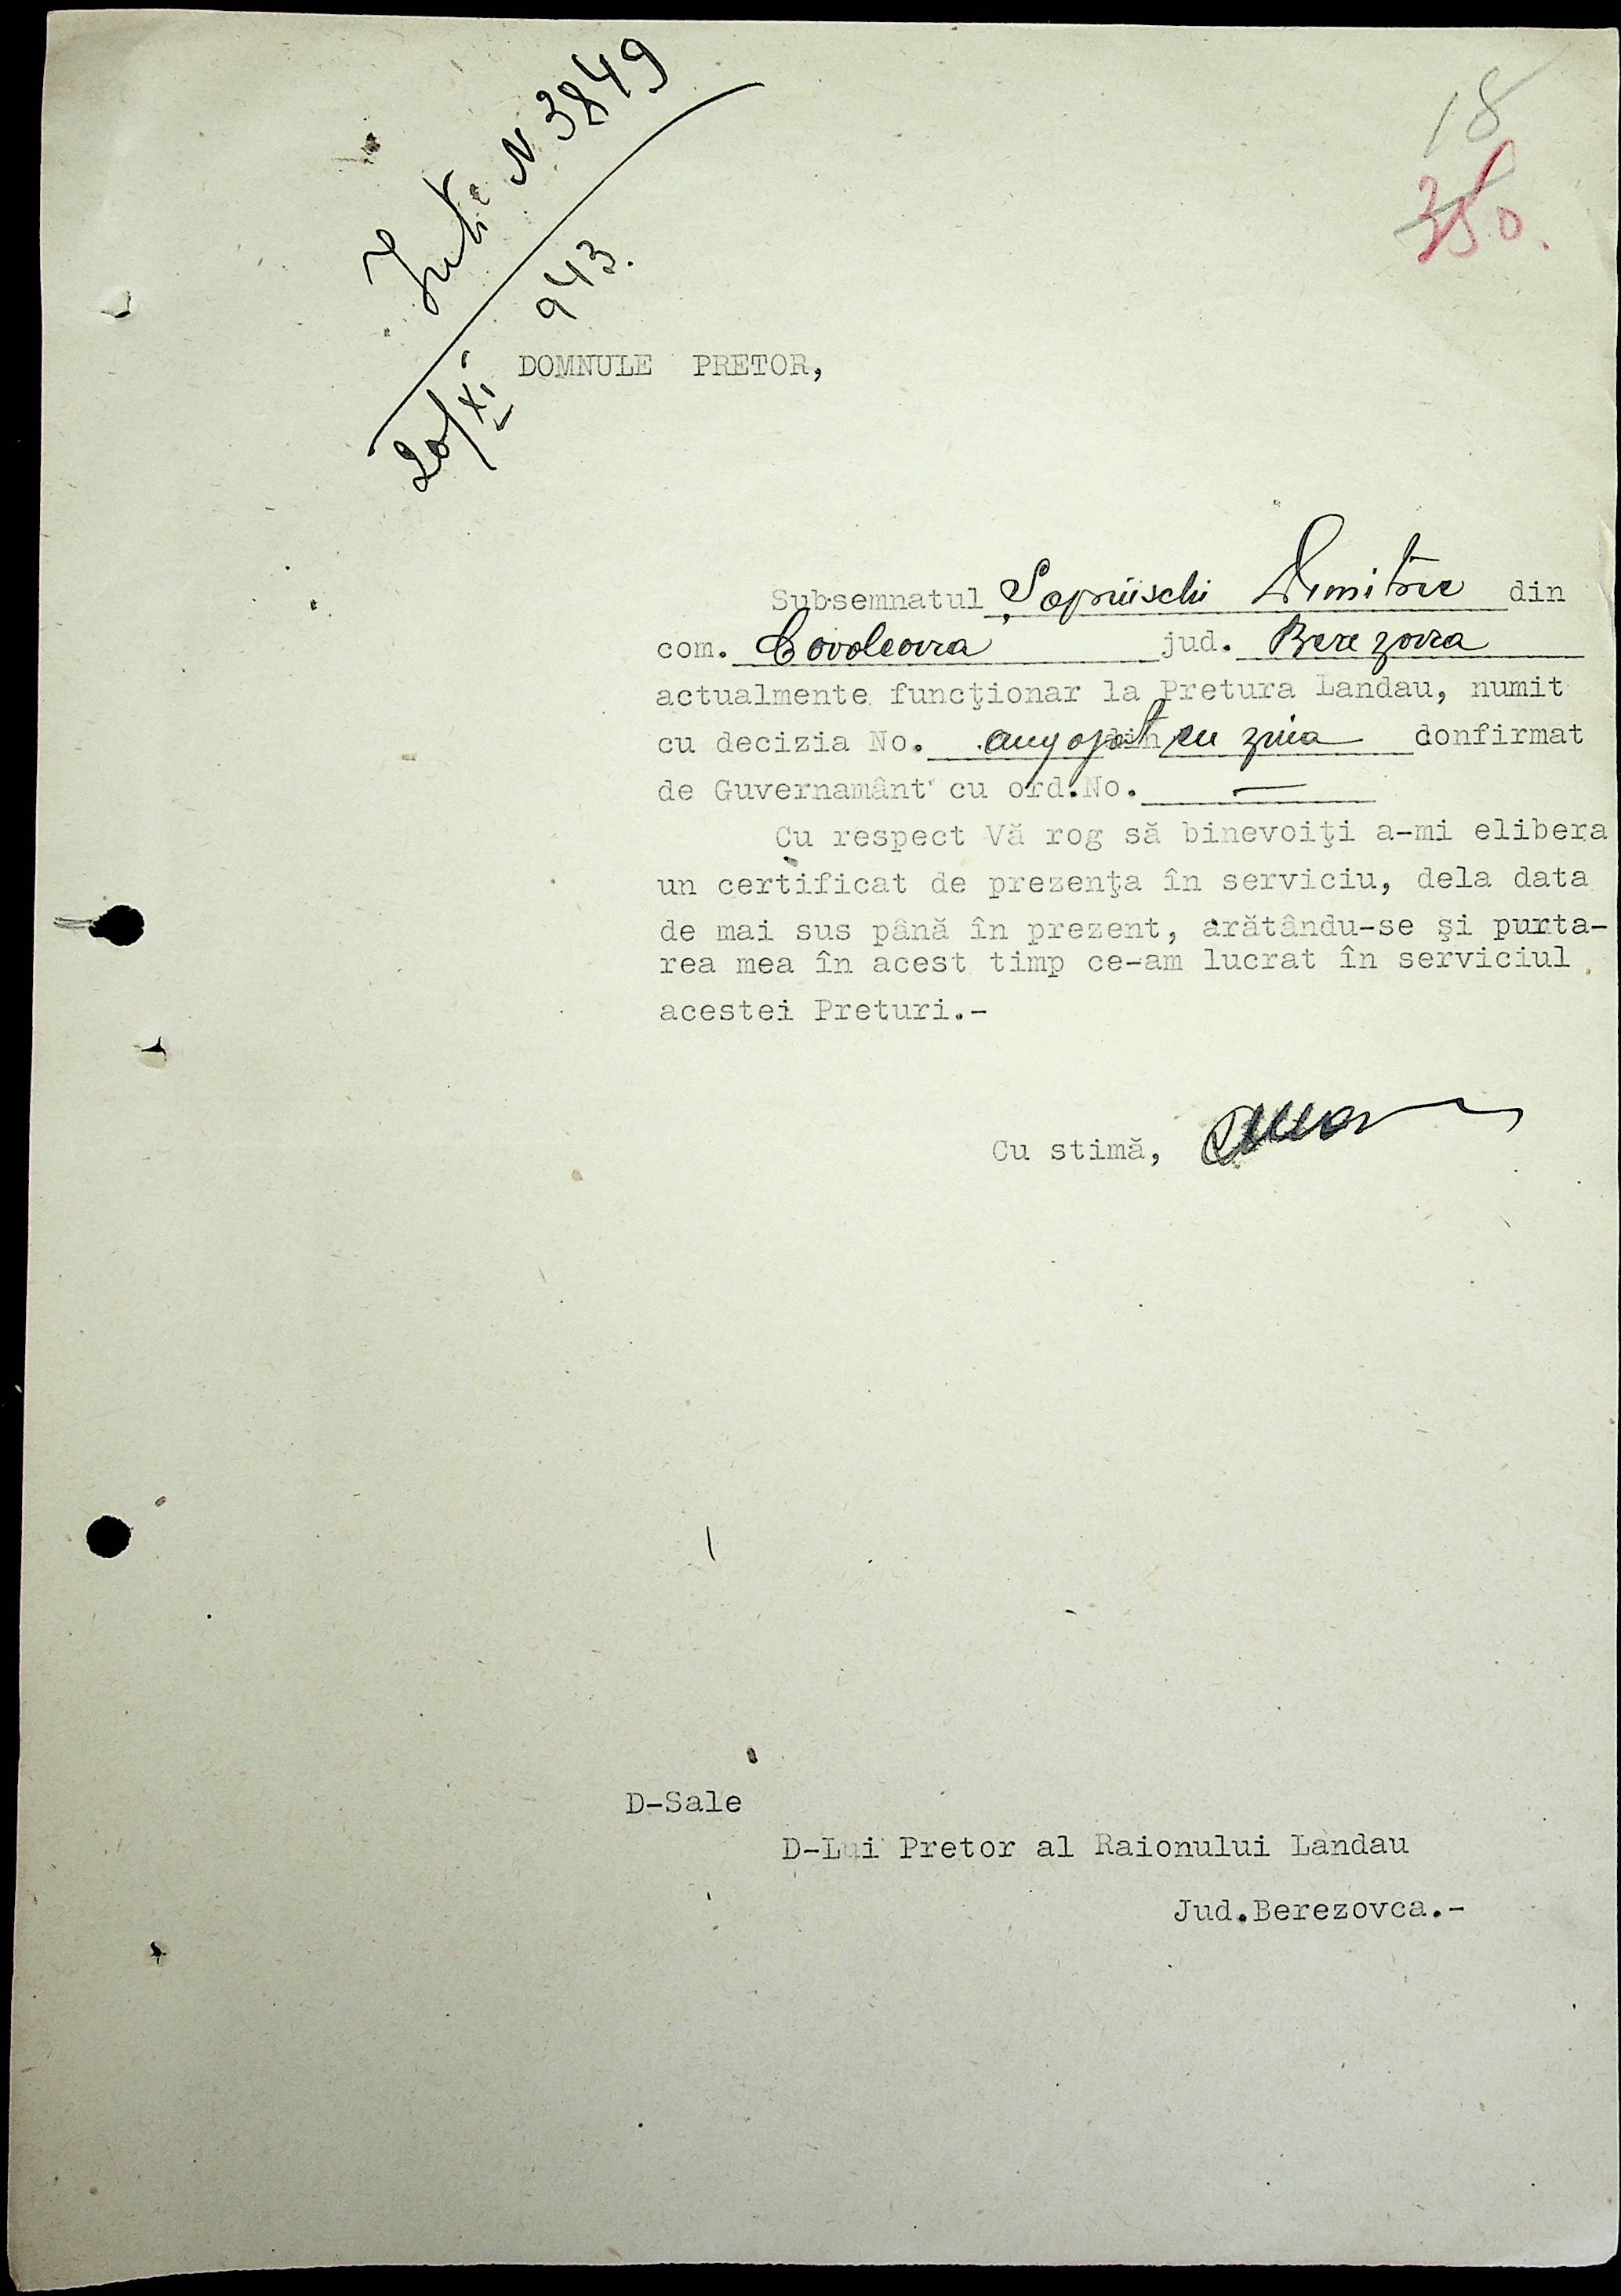 N 3849
20/XI 943.
18
350.
DOMNULE PRETOR,
Subsemnatul Dimitrie din
com. Covaleovca jud. Berezovca
actualmente funcţionar la Pretura Landau, numit
cu decizia No. angajat din cu ziua donfirmat
de Guvernamânt cu ord.No. —
Cu respect Vă rog să binevoiţi a-mi elibera
un certificat de prezenţa în serviciu, dela data
de mai sus până în prezent, arătându-se şi purta-
rea mea în acest timp ce-am lucrat în serviciul
acestei Preturi.-
Cu stimă,
D-Sale
D-Lui Pretor al Raionului Landau
Jud.Berezovca.-